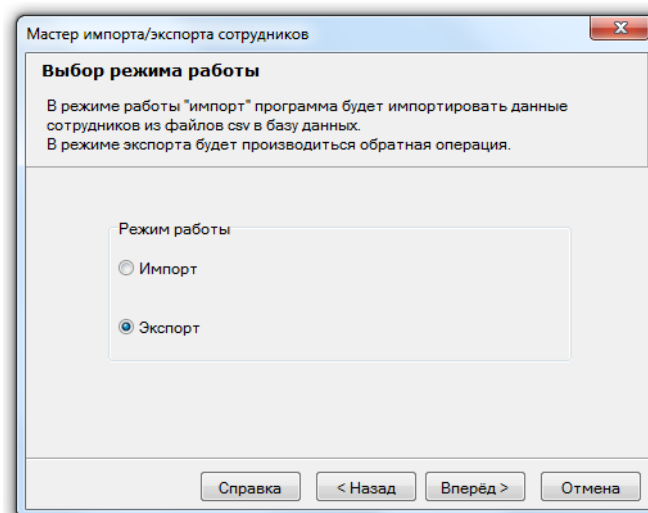 Мастер импорта/экспорта сотрудников
Выбор режима работы
В режиме работы "импорт" программа будет импортировать данные
сотрудников из файлов csv в базу данных.
В режиме экспорта будет производиться обратная операция.
Режим работы
Импорт
Экспорт
Справка
< Назад
Вперёд >
Отмена